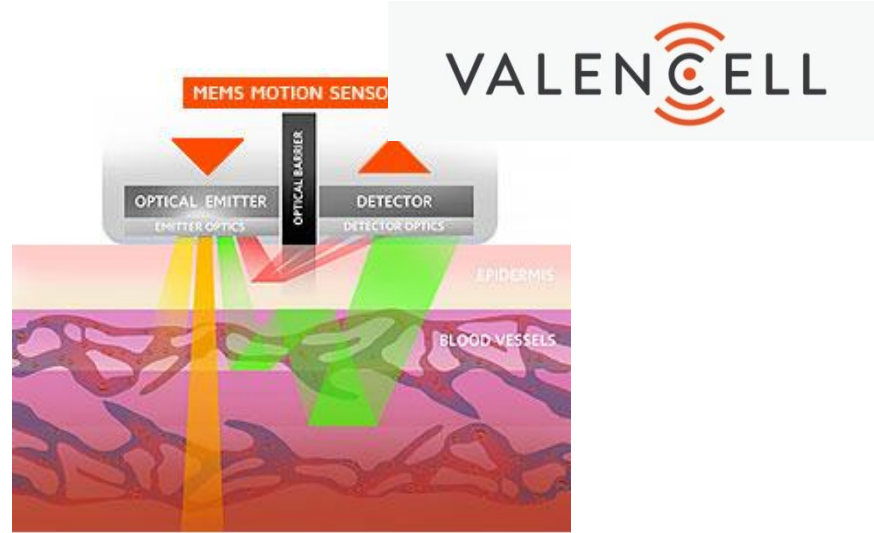 VALENCELL
MEMS MOTION SENSO
OPTICAL BARRIER
OPTICAL EMITTER
DETECTOR
EMITTER OPTICS
DETECTOR OPTICS
EPIDERMIS
BLOOD VESSELS